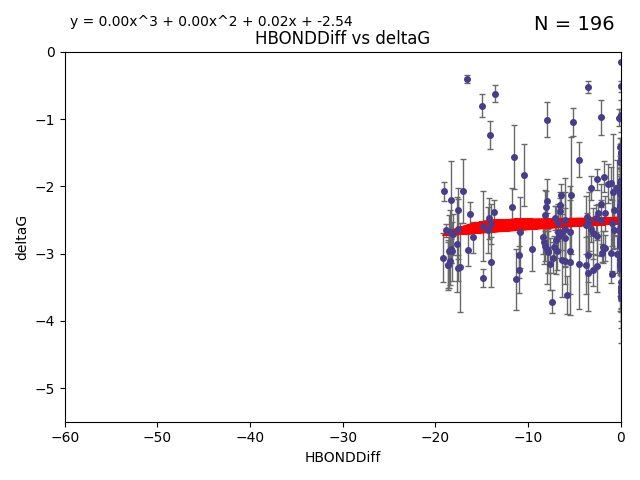 y = 0.00x^3 + 0.00x^2 + 0.02x + -2.54
N = 196
HBONDDiff vs deltaG
0
−1
−2
−3
−4
−5
deltaG
−60 −50 −40 −30 −20 −10 0
HBONDDiff